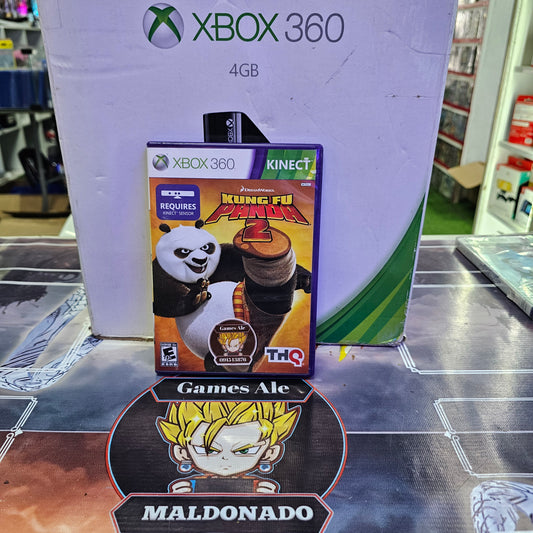 XBOX 360
4GB
XBOX 360
KINECT
DREAMWORKS
KUNG FU
PANDA
2
REQUIRES
KINECT SENSOR
Games Ale
THQ
Games Ale
MALDONADO